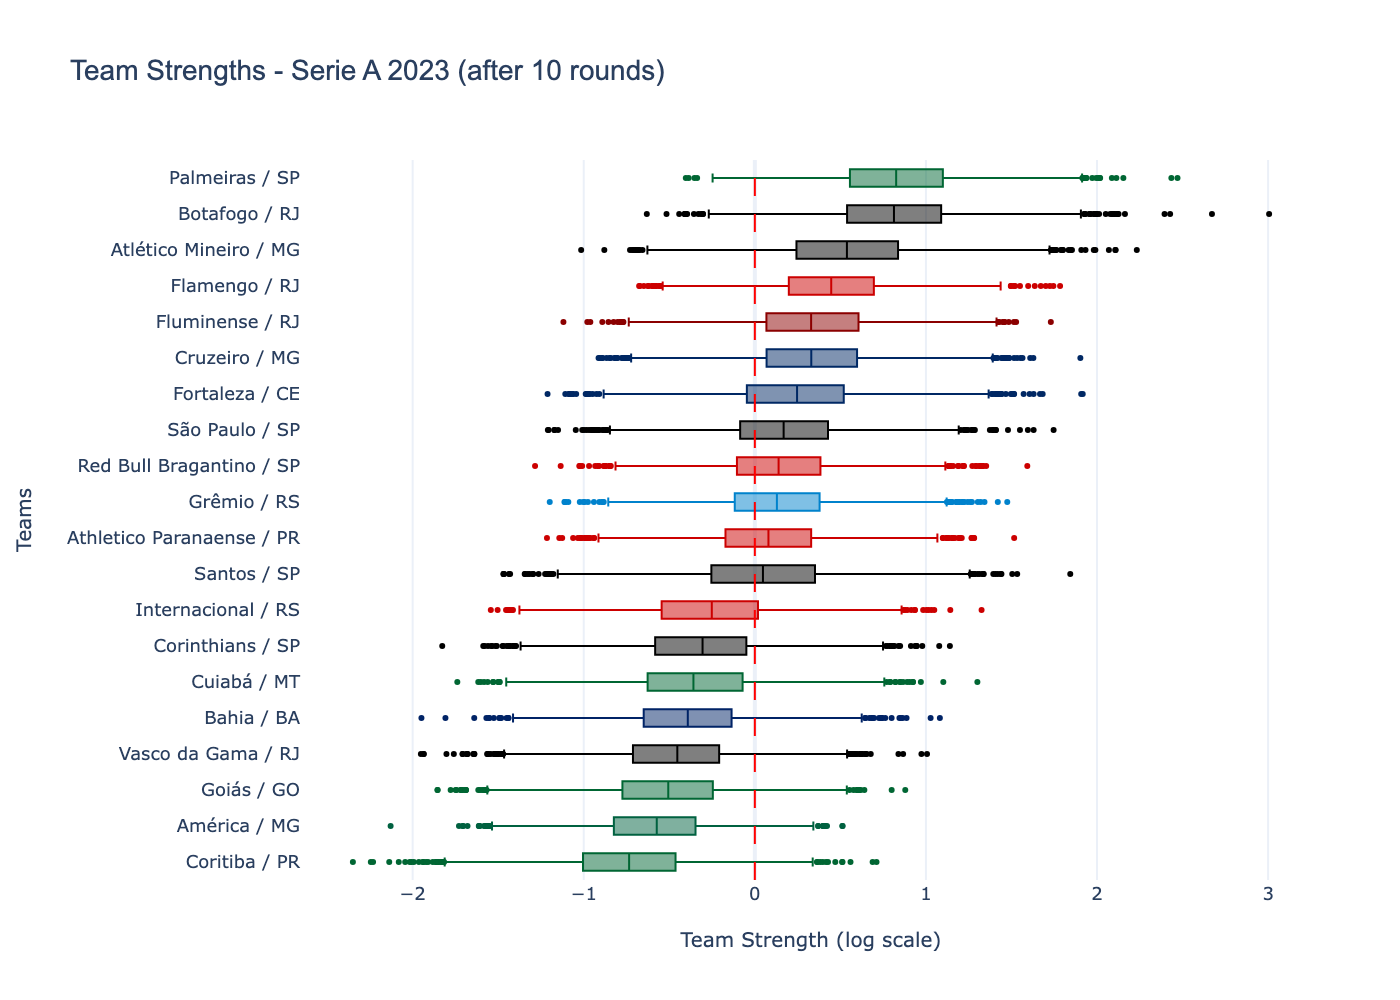 Team Strengths - Serie A 2023 (after 10 rounds)
Palmeiras / SP
Botafogo / RJ
Atlético Mineiro / MG
Flamengo / RJ
Fluminense / RJ
Cruzeiro / MG
Fortaleza / CE
São Paulo / SP
Red Bull Bragantino / SP
Grêmio / RS
Athletico Paranaense / PR
Santos / SP
Internacional / RS
Corinthians / SP
Cuiabá / MT
Bahia / BA
Vasco da Gama / RJ
Goiás / GO
América / MG
Coritiba / PR
Teams
−2 −1 0 1 2 3
Team Strength (log scale)